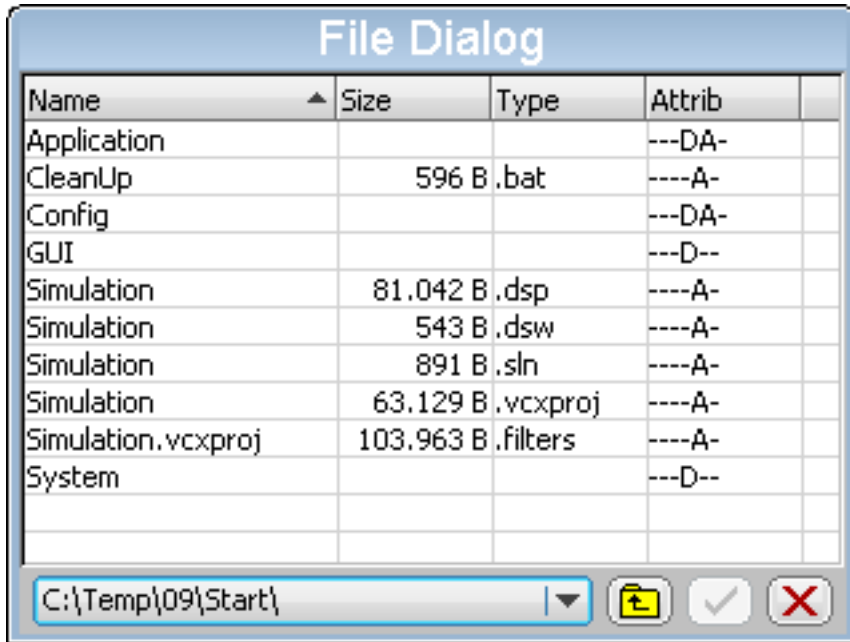 File Dialog
Name Size Type Attrib
Application ---DA-
CleanUp 596 B .bat ----A-
Config ---DA-
GUI ---D--
Simulation 81.042 B .dsp ----A-
Simulation 543 B .dsw ----A-
Simulation 891 B .sln ----A-
Simulation 63.129 B .vcxproj ----A-
Simulation.vcxproj 103.963 B .filters ----A-
System ---D--
C:\Temp\09\Start\